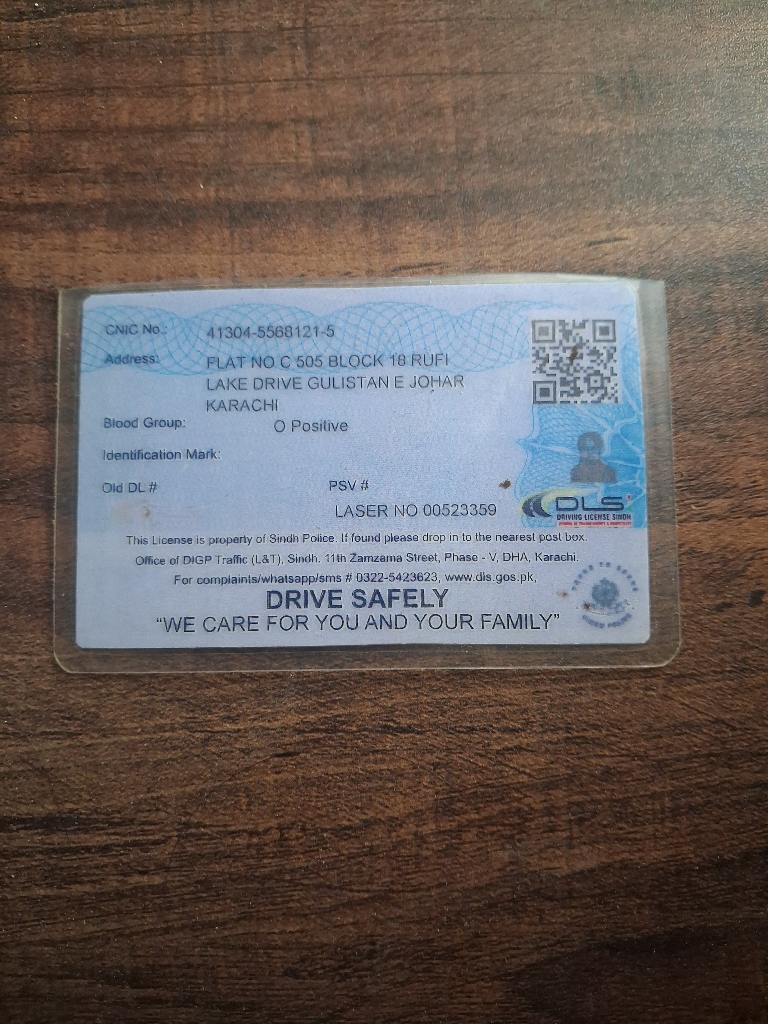 CNIC No.: 41304-5568121-5
Address: FLAT NO C 505 BLOCK 18 RUFI
LAKE DRIVE GULISTAN E JOHAR
KARACHI
Blood Group: O Positive
Identification Mark:
Old DL # PSV #
LASER NO 00523359
DLS
DRIVING LICENSE SINDH
This License is property of Sindh Police. If found please drop in to the nearest post box.
Office of DIGP Traffic (L&T), Sindh. 11th Zamzama Street, Phase - V, DHA, Karachi.
For complaints/whatsapp/sms # 0322-5423623, www.dls.gos.pk,
DRIVE SAFELY
“WE CARE FOR YOU AND YOUR FAMILY”